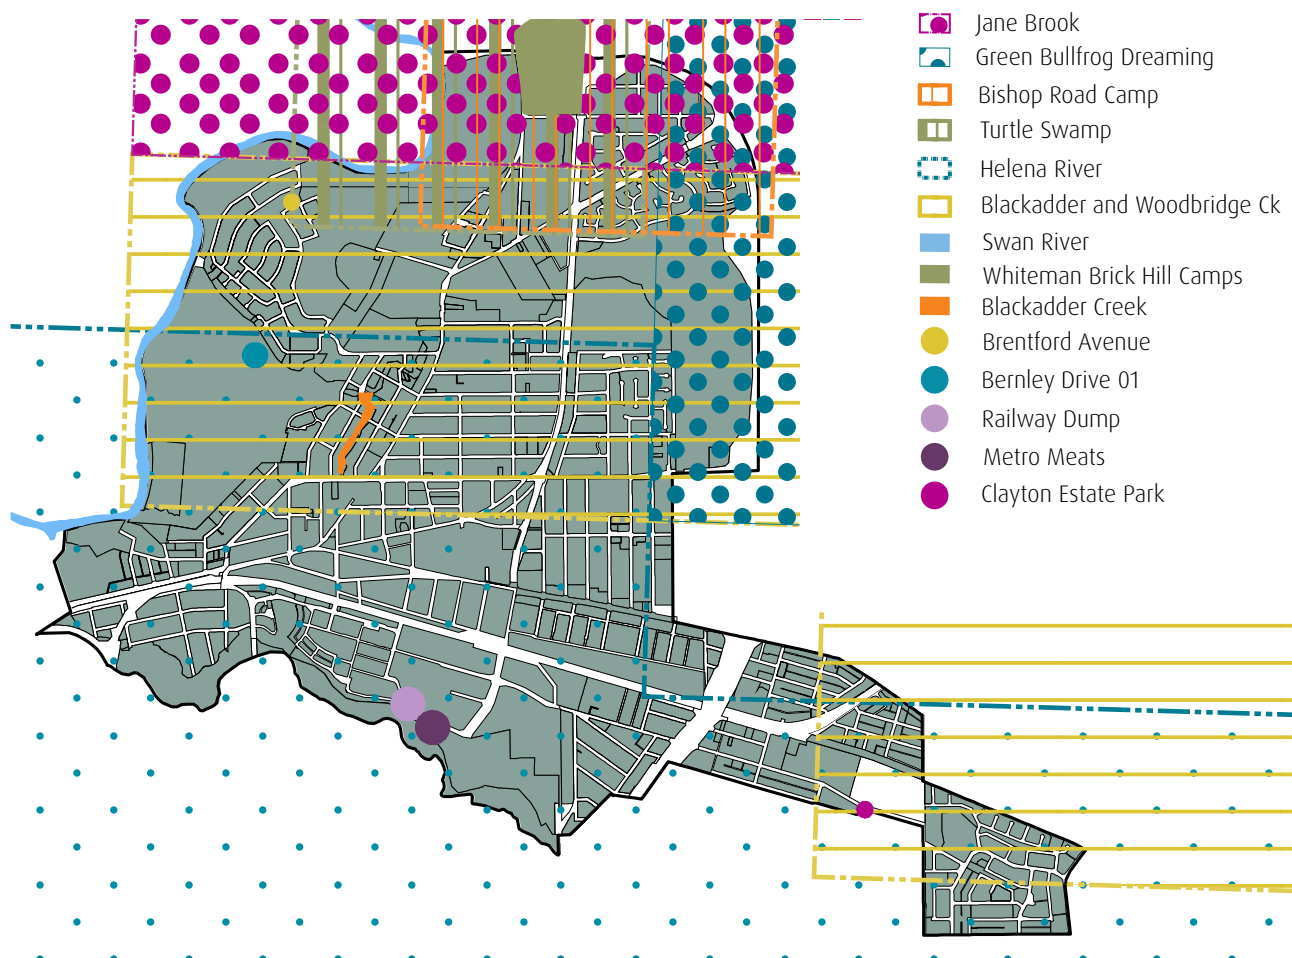 Jane Brook
Green Bullfrog Dreaming
Bishop Road Camp
Turtle Swamp
Helena River
Blackadder and Woodbridge Ck
Swan River
Whiteman Brick Hill Camps
Blackadder Creek
Brentford Avenue
Bernley Drive 01
Railway Dump
Metro Meats
Clayton Estate Park